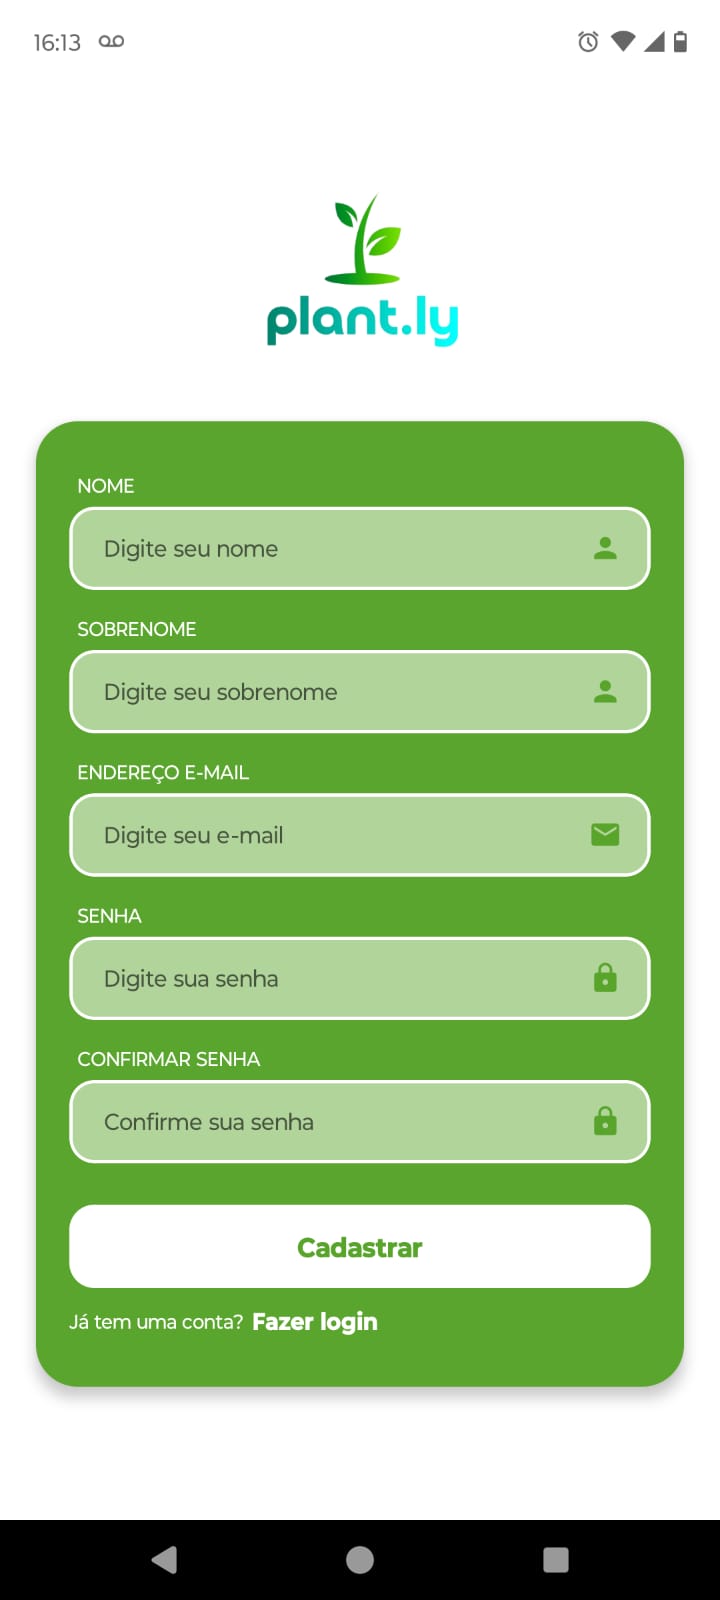 16:13
plant.ly
NOME
Digite seu nome
SOBRENOME
Digite seu sobrenome
ENDEREÇO E-MAIL
Digite seu e-mail
SENHA
Digite sua senha
CONFIRMAR SENHA
Confirme sua senha
Cadastrar
Já tem uma conta? Fazer login